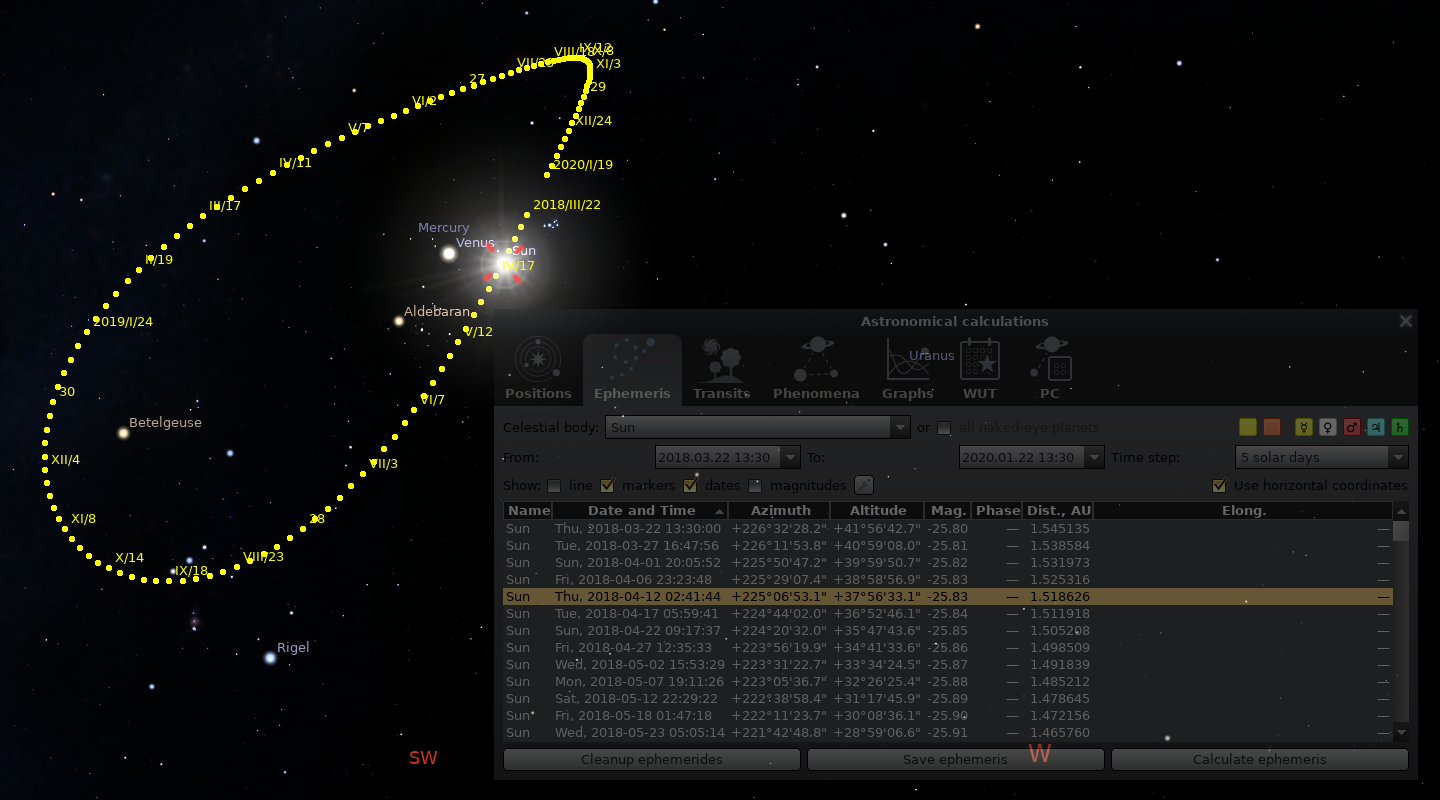 IX/13
VIII/18 X/8
VII/23 XI/3
27
29
VI/2
XII/24
V/7
IV/11
2020/I/19
III/17
2018/III/22
Mercury
Venus
Sun
IV/17
II/19
Aldebaran
2019/I/24
V/12
30
VI/7
Betelgeuse
XII/4
VII/3
XI/8
28
X/14
VIII/23
IX/18
Rigel
SW
W
Astronomical calculations
Uranus
Positions Ephemeris Transits Phenomena Graphs WUT PC
Celestial body: Sun or all naked-eye planets ☿ ♀ ♂ ♃ ♄
From: 2018.03.22 13:30 To: 2020.01.22 13:30 Time step: 5 solar days
Show: line markers dates magnitudes Use horizontal coordinates
Name Date and Time Azimuth Altitude Mag. Phase Dist., AU Elong.
Sun Thu, 2018-03-22 13:30:00 +226°32'28.2" +41°56'42.7" -25.80 — 1.545135 —
Sun Tue, 2018-03-27 16:47:56 +226°11'53.8" +40°59'08.0" -25.81 — 1.538584 —
Sun Sun, 2018-04-01 20:05:52 +225°50'47.2" +39°59'50.7" -25.82 — 1.531973 —
Sun Fri, 2018-04-06 23:23:48 +225°29'07.4" +38°58'56.9" -25.83 — 1.525316 —
Sun Thu, 2018-04-12 02:41:44 +225°06'53.1" +37°56'33.1" -25.83 — 1.518626 —
Sun Tue, 2018-04-17 05:59:41 +224°44'02.0" +36°52'46.1" -25.84 — 1.511918 —
Sun Sun, 2018-04-22 09:17:37 +224°20'32.0" +35°47'43.6" -25.85 — 1.505208 —
Sun Fri, 2018-04-27 12:35:33 +223°56'19.9" +34°41'33.6" -25.86 — 1.498509 —
Sun Wed, 2018-05-02 15:53:29 +223°31'22.7" +33°34'24.5" -25.87 — 1.491839 —
Sun Mon, 2018-05-07 19:11:26 +223°05'36.7" +32°26'25.4" -25.88 — 1.485212 —
Sun Sat, 2018-05-12 22:29:22 +222°38'58.4" +31°17'45.9" -25.89 — 1.478645 —
Sun Fri, 2018-05-18 01:47:18 +222°11'23.7" +30°08'36.1" -25.90 — 1.472156 —
Sun Wed, 2018-05-23 05:05:14 +221°42'48.8" +28°59'06.6" -25.91 — 1.465760 —
Cleanup ephemerides Save ephemeris Calculate ephemeris